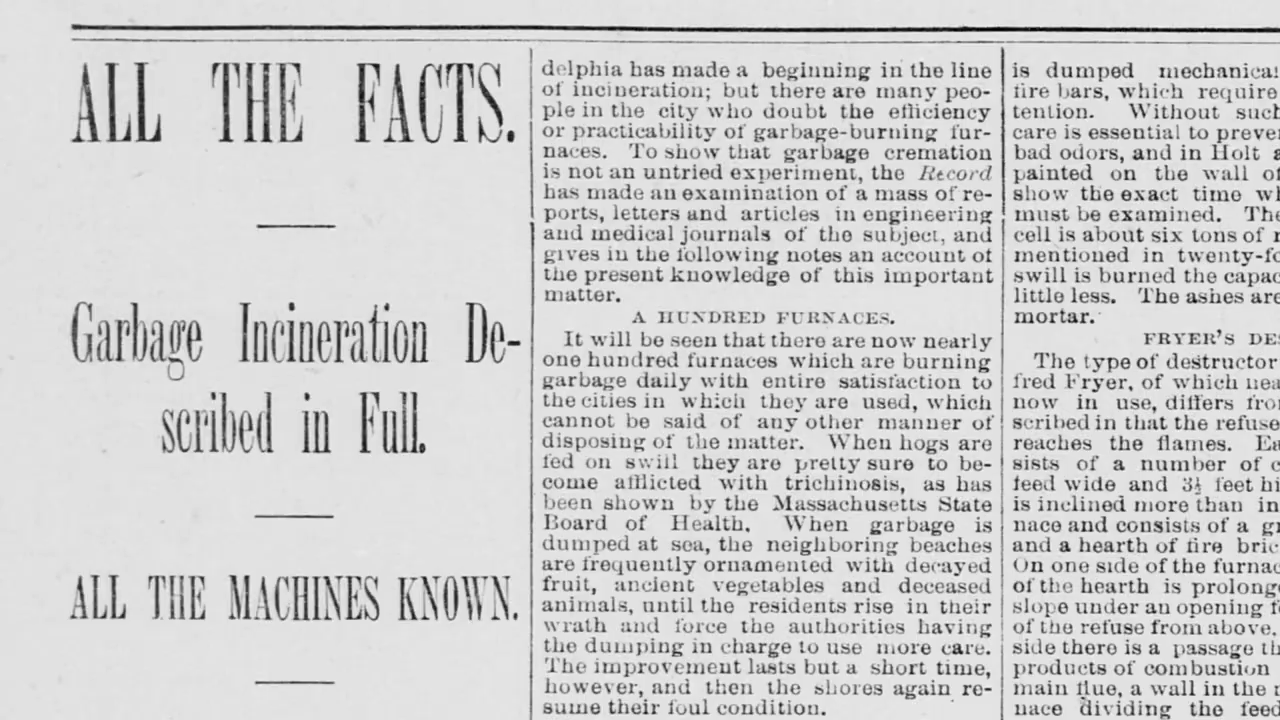 ALL THE FACTS.
Garbage Incineration De-
scribed in Full.
ALL THE MACHINES KNOWN.
delphia has made a beginning in the line
of incineration; but there are many peo-
ple in the city who doubt the efficiency
or practicability of garbage-burning fur-
naces. To show that garbage cremation
is not an untried experiment, the Record
has made an examination of a mass of re-
ports, letters and articles in engineering
and medical journals of the subject, and
gives in the following notes an account of
the present knowledge of this important
matter.
A HUNDRED FURNACES.
It will be seen that there are now nearly
one hundred furnaces which are burning
garbage daily with entire satisfaction to
the cities in which they are used, which
cannot be said of any other manner of
disposing of the matter. When hogs are
fed on swill they are pretty sure to be-
come afflicted with trichinosis, as has
been shown by the Massachusetts State
Board of Health. When garbage is
dumped at sea, the neighboring beaches
are frequently ornamented with decayed
fruit, ancient vegetables and deceased
animals, until the residents rise in their
wrath and force the authorities having
the dumping in charge to use more care.
The improvement lasts but a short time,
however, and then the shores again re-
sume their foul condition.
is dumped mechanical
fire bars, which require
tention. Without such
care is essential to preve
bad odors, and in Holt a
painted on the wall of
show the exact time w
must be examined. The
cell is about six tons of
mentioned in twenty-fo
swill is burned the capac
little less. The ashes are
mortar.
FRYER'S DE
The type of destructor
fred Fryer, of which nea
now in use, differs fro
scribed in that the refuse
reaches the flames. Ea
sists of a number of c
feed wide and 3½ feet hi
is inclined more than in
nace and consists of a g
and a hearth of fire bric
On one side of the furnac
of the hearth is prolong
slope under an opening f
of the refuse from above.
side there is a passage th
products of combustion
main flue, a wall in the
nace dividing the feed